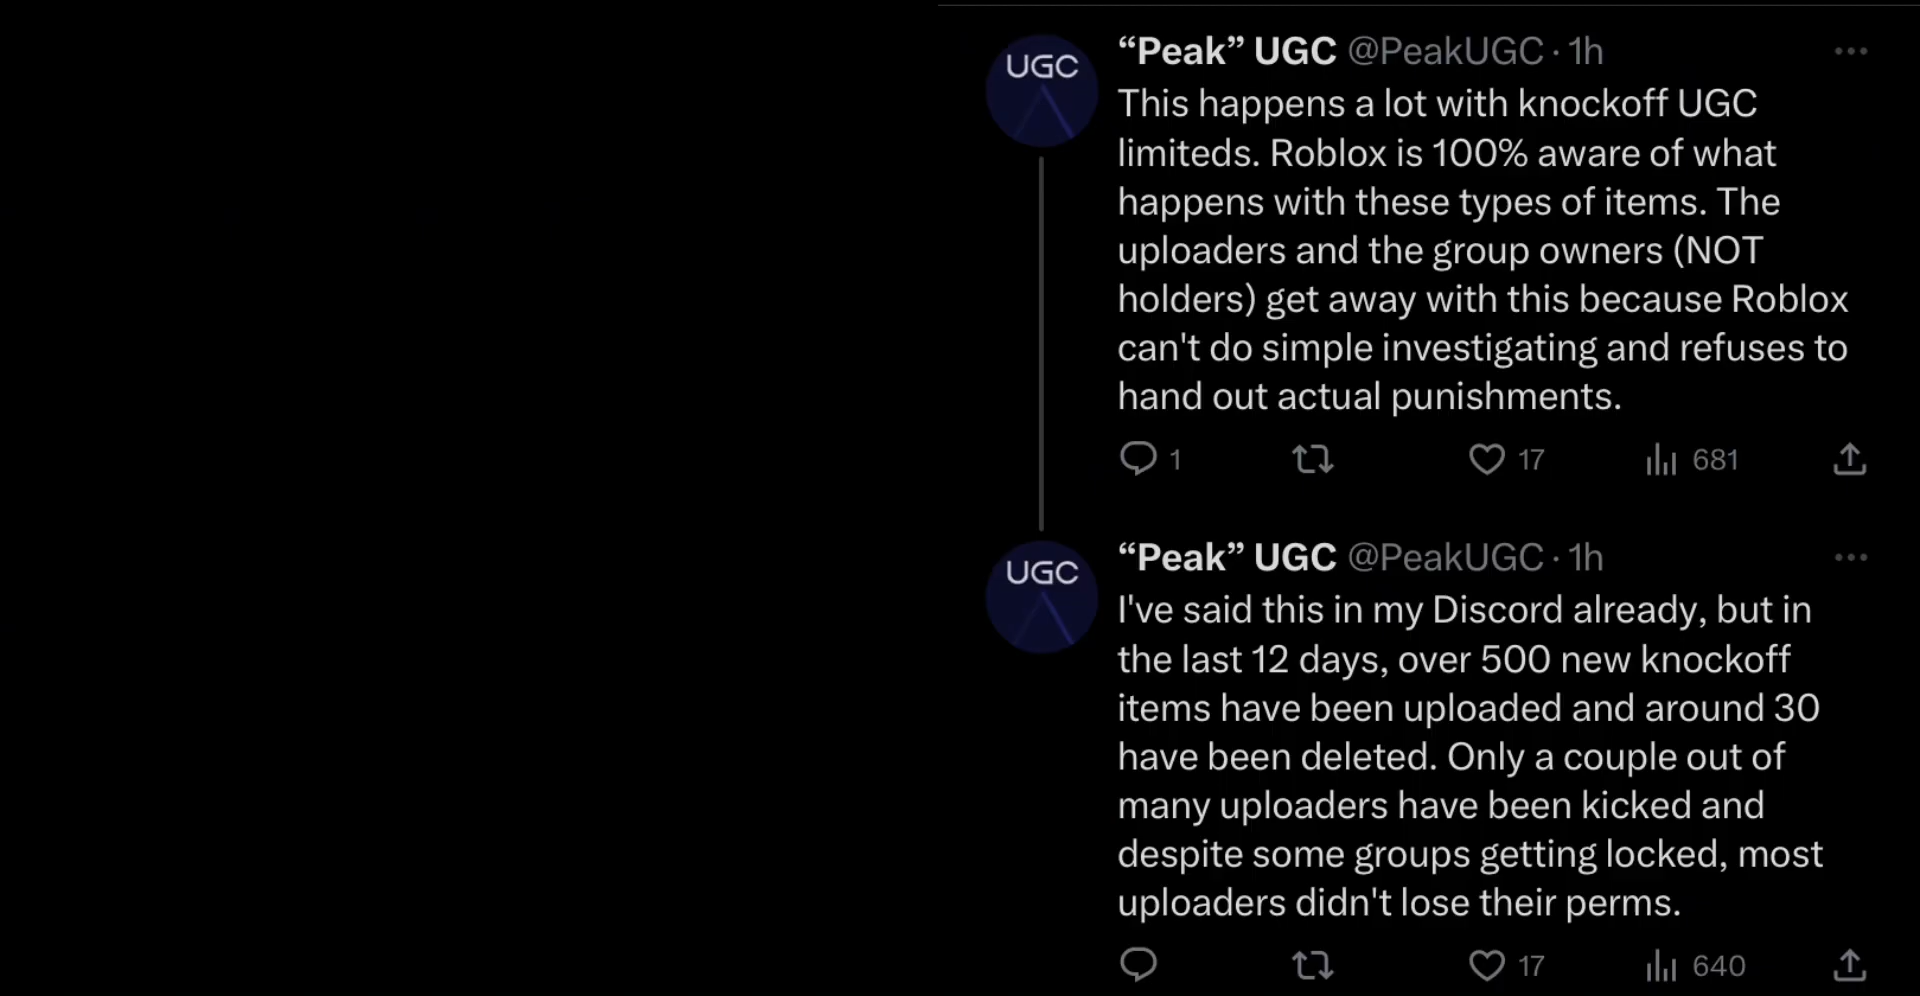 UGC
“Peak” UGC @PeakUGC · 1h
This happens a lot with knockoff UGC
limiteds. Roblox is 100% aware of what
happens with these types of items. The
uploaders and the group owners (NOT
holders) get away with this because Roblox
can't do simple investigating and refuses to
hand out actual punishments.
1 17 681
UGC
“Peak” UGC @PeakUGC · 1h
I've said this in my Discord already, but in
the last 12 days, over 500 new knockoff
items have been uploaded and around 30
have been deleted. Only a couple out of
many uploaders have been kicked and
despite some groups getting locked, most
uploaders didn't lose their perms.
17 640